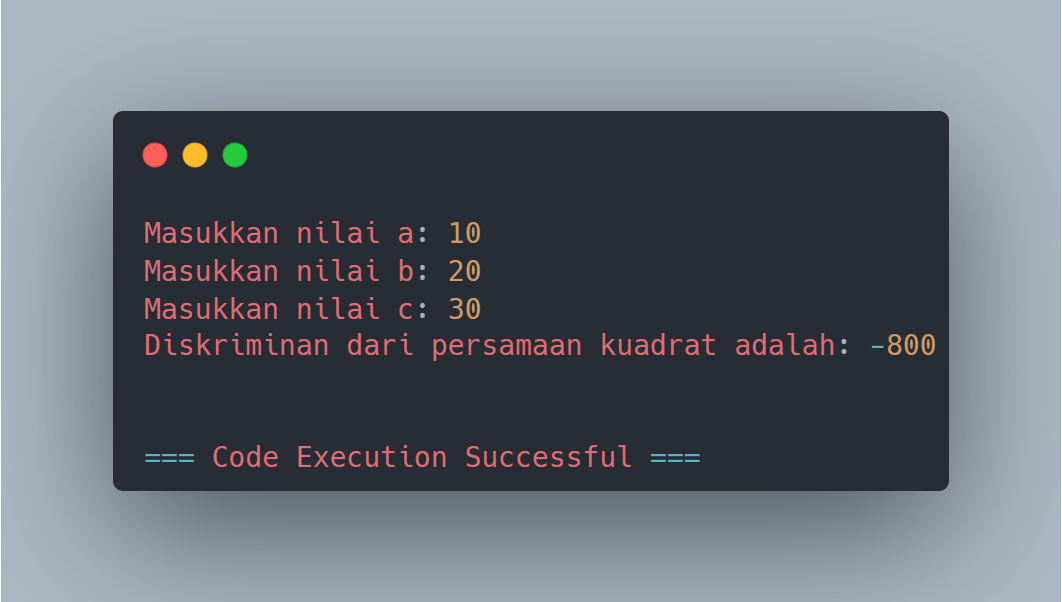 Masukkan nilai a: 10
Masukkan nilai b: 20
Masukkan nilai c: 30
Diskriminan dari persamaan kuadrat adalah: -800
=== Code Execution Successful ===